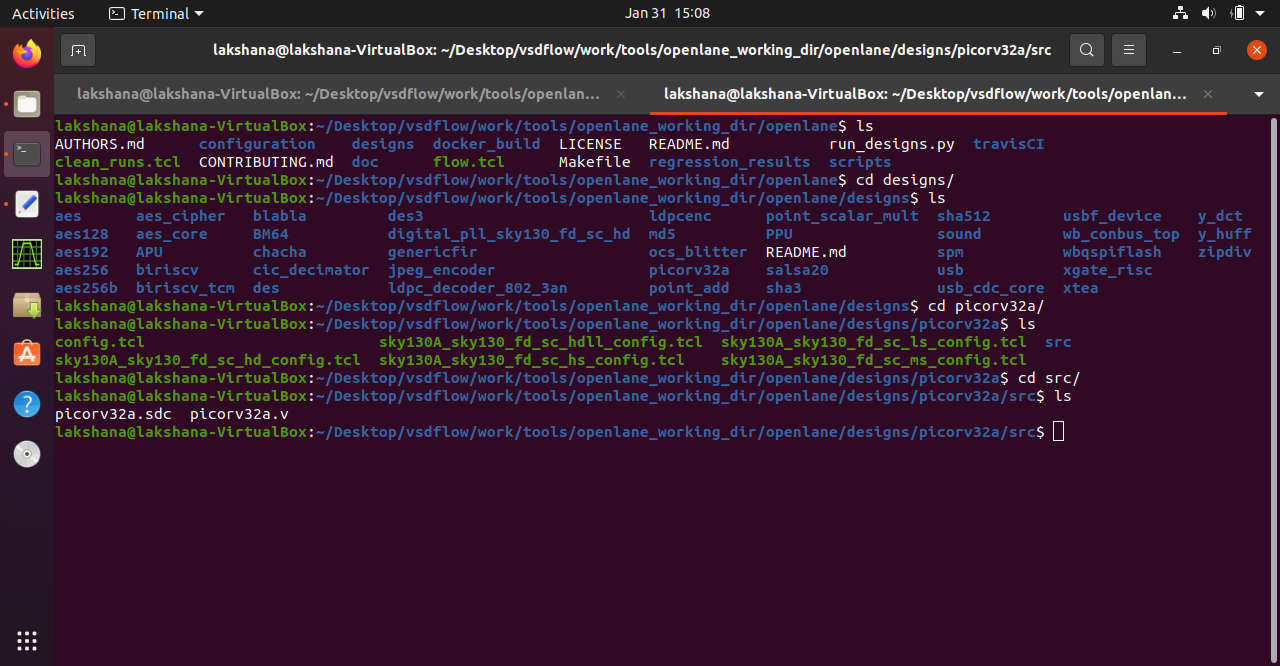 Activities Terminal Jan 31 15:08
lakshana@lakshana-VirtualBox: ~/Desktop/vsdflow/work/tools/openlane_working_dir/openlane/designs/picorv32a/src
lakshana@lakshana-VirtualBox: ~/Desktop/vsdflow/work/tools/openlan... lakshana@lakshana-VirtualBox: ~/Desktop/vsdflow/work/tools/openlan...
lakshana@lakshana-VirtualBox:~/Desktop/vsdflow/work/tools/openlane_working_dir/openlane$ ls
AUTHORS.md configuration designs docker_build LICENSE README.md run_designs.py travisCI
clean_runs.tcl CONTRIBUTING.md doc flow.tcl Makefile regression_results scripts
lakshana@lakshana-VirtualBox:~/Desktop/vsdflow/work/tools/openlane_working_dir/openlane$ cd designs/
lakshana@lakshana-VirtualBox:~/Desktop/vsdflow/work/tools/openlane_working_dir/openlane/designs$ ls
aes aes_cipher blabla des3 ldpcenc point_scalar_mult sha512 usbf_device y_dct
aes128 aes_core BM64 digital_pll_sky130_fd_sc_hd md5 PPU sound wb_conbus_top y_huff
aes192 APU chacha genericfir ocs_blitter README.md spm wbqspiflash zipdiv
aes256 biriscv cic_decimator jpeg_encoder picorv32a salsa20 usb xgate_risc
aes256b biriscv_tcm des ldpc_decoder_802_3an point_add sha3 usb_cdc_core xtea
lakshana@lakshana-VirtualBox:~/Desktop/vsdflow/work/tools/openlane_working_dir/openlane/designs$ cd picorv32a/
lakshana@lakshana-VirtualBox:~/Desktop/vsdflow/work/tools/openlane_working_dir/openlane/designs/picorv32a$ ls
config.tcl sky130A_sky130_fd_sc_hdll_config.tcl sky130A_sky130_fd_sc_ls_config.tcl src
sky130A_sky130_fd_sc_hd_config.tcl sky130A_sky130_fd_sc_hs_config.tcl sky130A_sky130_fd_sc_ms_config.tcl
lakshana@lakshana-VirtualBox:~/Desktop/vsdflow/work/tools/openlane_working_dir/openlane/designs/picorv32a$ cd src/
lakshana@lakshana-VirtualBox:~/Desktop/vsdflow/work/tools/openlane_working_dir/openlane/designs/picorv32a/src$ ls
picorv32a.sdc picorv32a.v
lakshana@lakshana-VirtualBox:~/Desktop/vsdflow/work/tools/openlane_working_dir/openlane/designs/picorv32a/src$